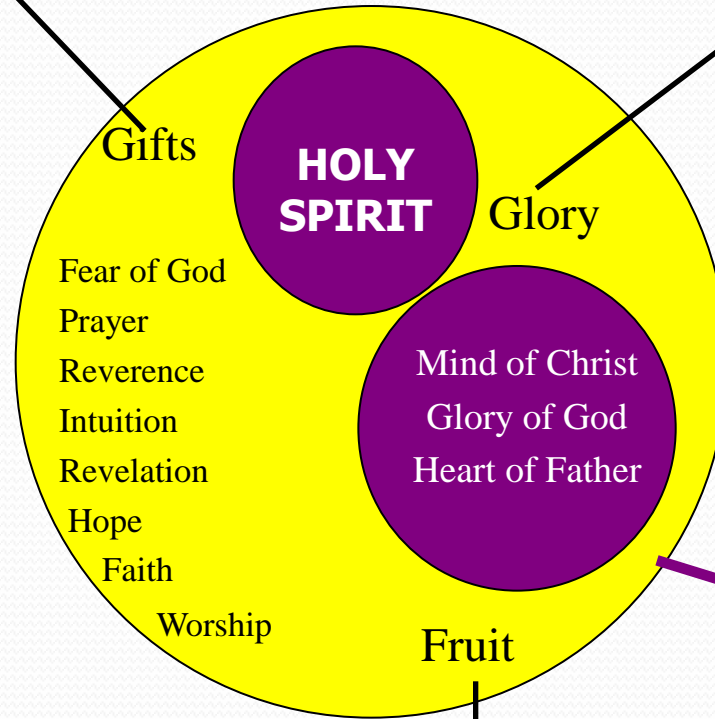 Gifts
HOLY
SPIRIT
Glory
Fear of God
Prayer
Reverence
Intuition
Revelation
Hope
Faith
Worship
Mind of Christ
Glory of God
Heart of Father
Fruit